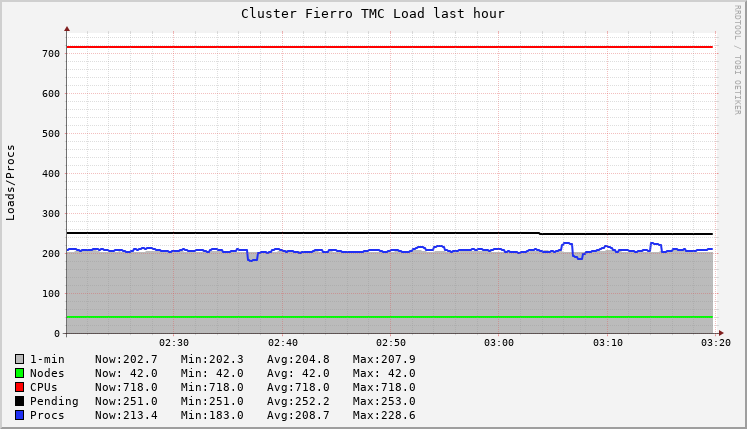 Cluster Fierro TMC Load last hour
RRDTOOL / TOBI OETIKER
Loads/Procs
700
600
500
400
300
200
100
0
02:30 02:40 02:50 03:00 03:10 03:20
1-min Now:202.7 Min:202.3 Avg:204.8 Max:207.9
Nodes Now: 42.0 Min: 42.0 Avg: 42.0 Max: 42.0
CPUs Now:718.0 Min:718.0 Avg:718.0 Max:718.0
Pending Now:251.0 Min:251.0 Avg:252.2 Max:253.0
Procs Now:213.4 Min:183.0 Avg:208.7 Max:228.6